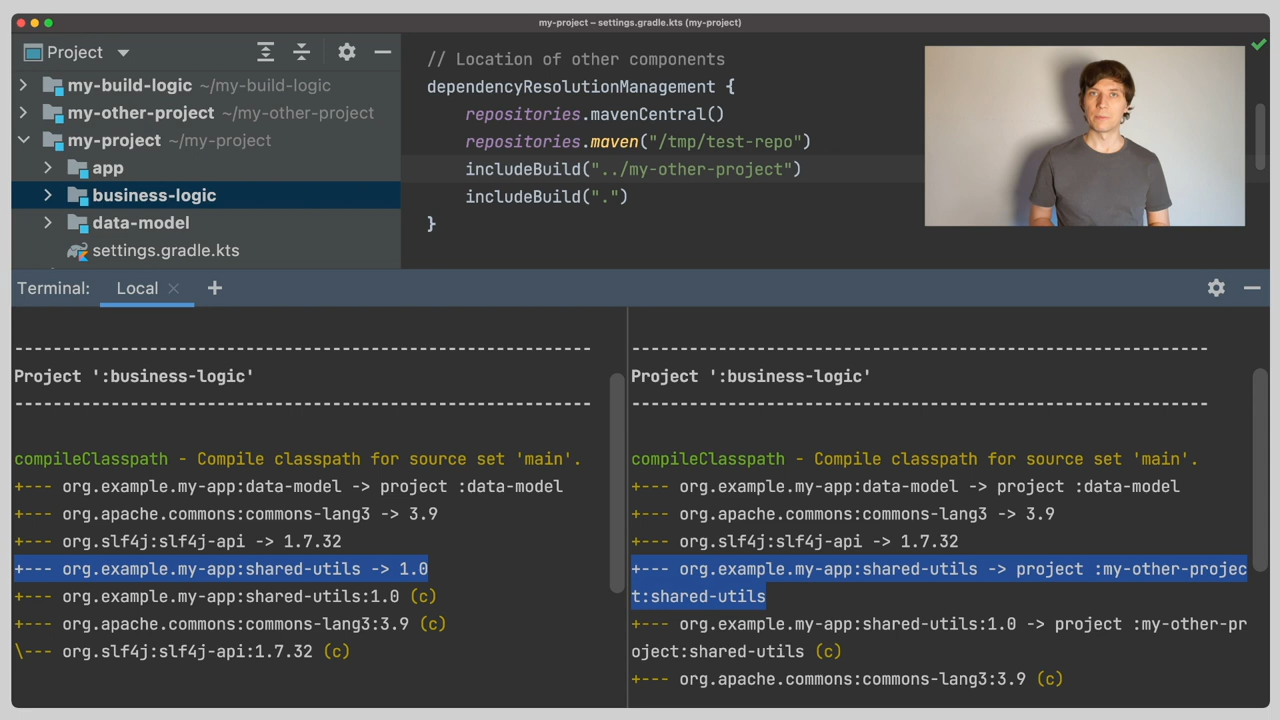 my-project – settings.gradle.kts (my-project)
Project
my-build-logic ~/my-build-logic
my-other-project ~/my-other-project
my-project ~/my-project
app
business-logic
data-model
settings.gradle.kts
// Location of other components
dependencyResolutionManagement {
repositories.mavenCentral()
repositories.maven("/tmp/test-repo")
includeBuild("../my-other-project")
includeBuild(".")
}
Terminal: Local × +
------------------------------------------------------------
Project ':business-logic'
------------------------------------------------------------
compileClasspath - Compile classpath for source set 'main'.
+--- org.example.my-app:data-model -> project :data-model
+--- org.apache.commons:commons-lang3 -> 3.9
+--- org.slf4j:slf4j-api -> 1.7.32
+--- org.example.my-app:shared-utils -> 1.0
+--- org.example.my-app:shared-utils:1.0 (c)
+--- org.apache.commons:commons-lang3:3.9 (c)
\--- org.slf4j:slf4j-api:1.7.32 (c)
------------------------------------------------------------
Project ':business-logic'
------------------------------------------------------------
compileClasspath - Compile classpath for source set 'main'.
+--- org.example.my-app:data-model -> project :data-model
+--- org.apache.commons:commons-lang3 -> 3.9
+--- org.slf4j:slf4j-api -> 1.7.32
+--- org.example.my-app:shared-utils -> project :my-other-projec
t:shared-utils
+--- org.example.my-app:shared-utils:1.0 -> project :my-other-pr
oject:shared-utils (c)
+--- org.apache.commons:commons-lang3:3.9 (c)